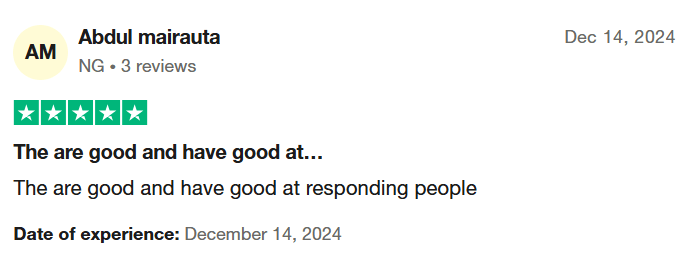 AM
Abdul mairauta
Dec 14, 2024
NG • 3 reviews
The are good and have good at…
The are good and have good at responding people
Date of experience: December 14, 2024